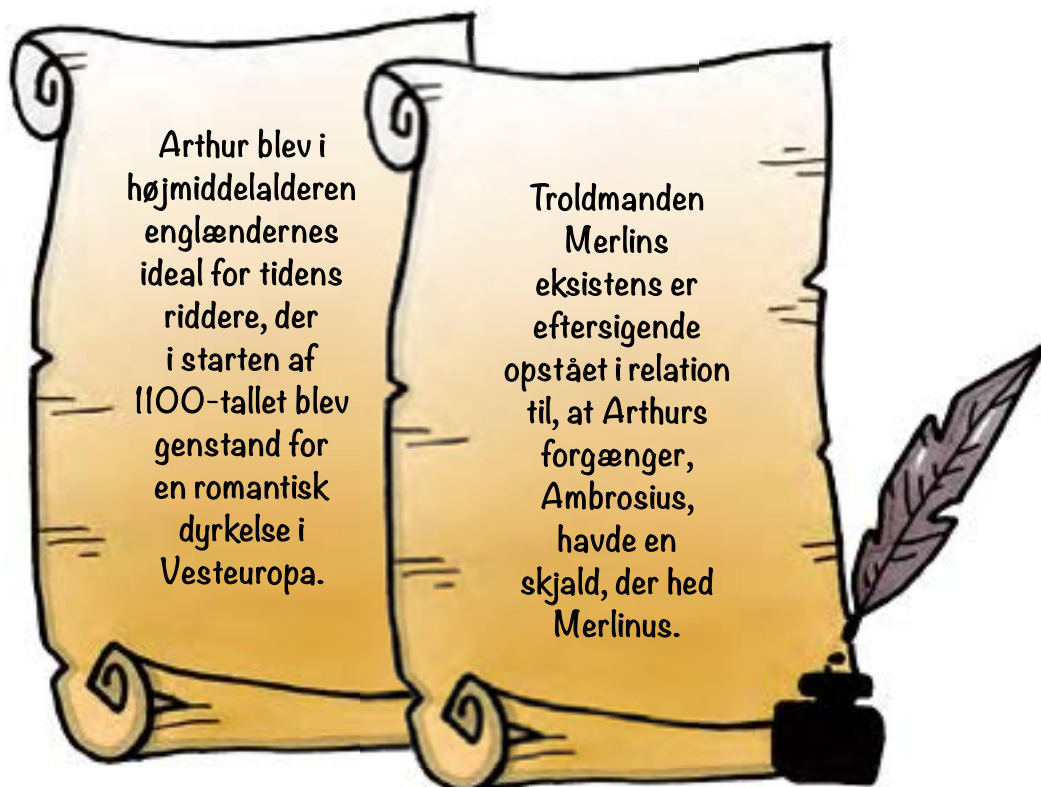 Arthur blev i
højmiddelalderen
englændernes
ideal for tidens
riddere, der
i starten af
1100-tallet blev
genstand for
en romantisk
dyrkelse i
Vesteuropa.
Troldmanden
Merlins
eksistens er
eftersigende
opstået i relation
til, at Arthurs
forgænger,
Ambrosius,
havde en
skjald, der hed
Merlinus.